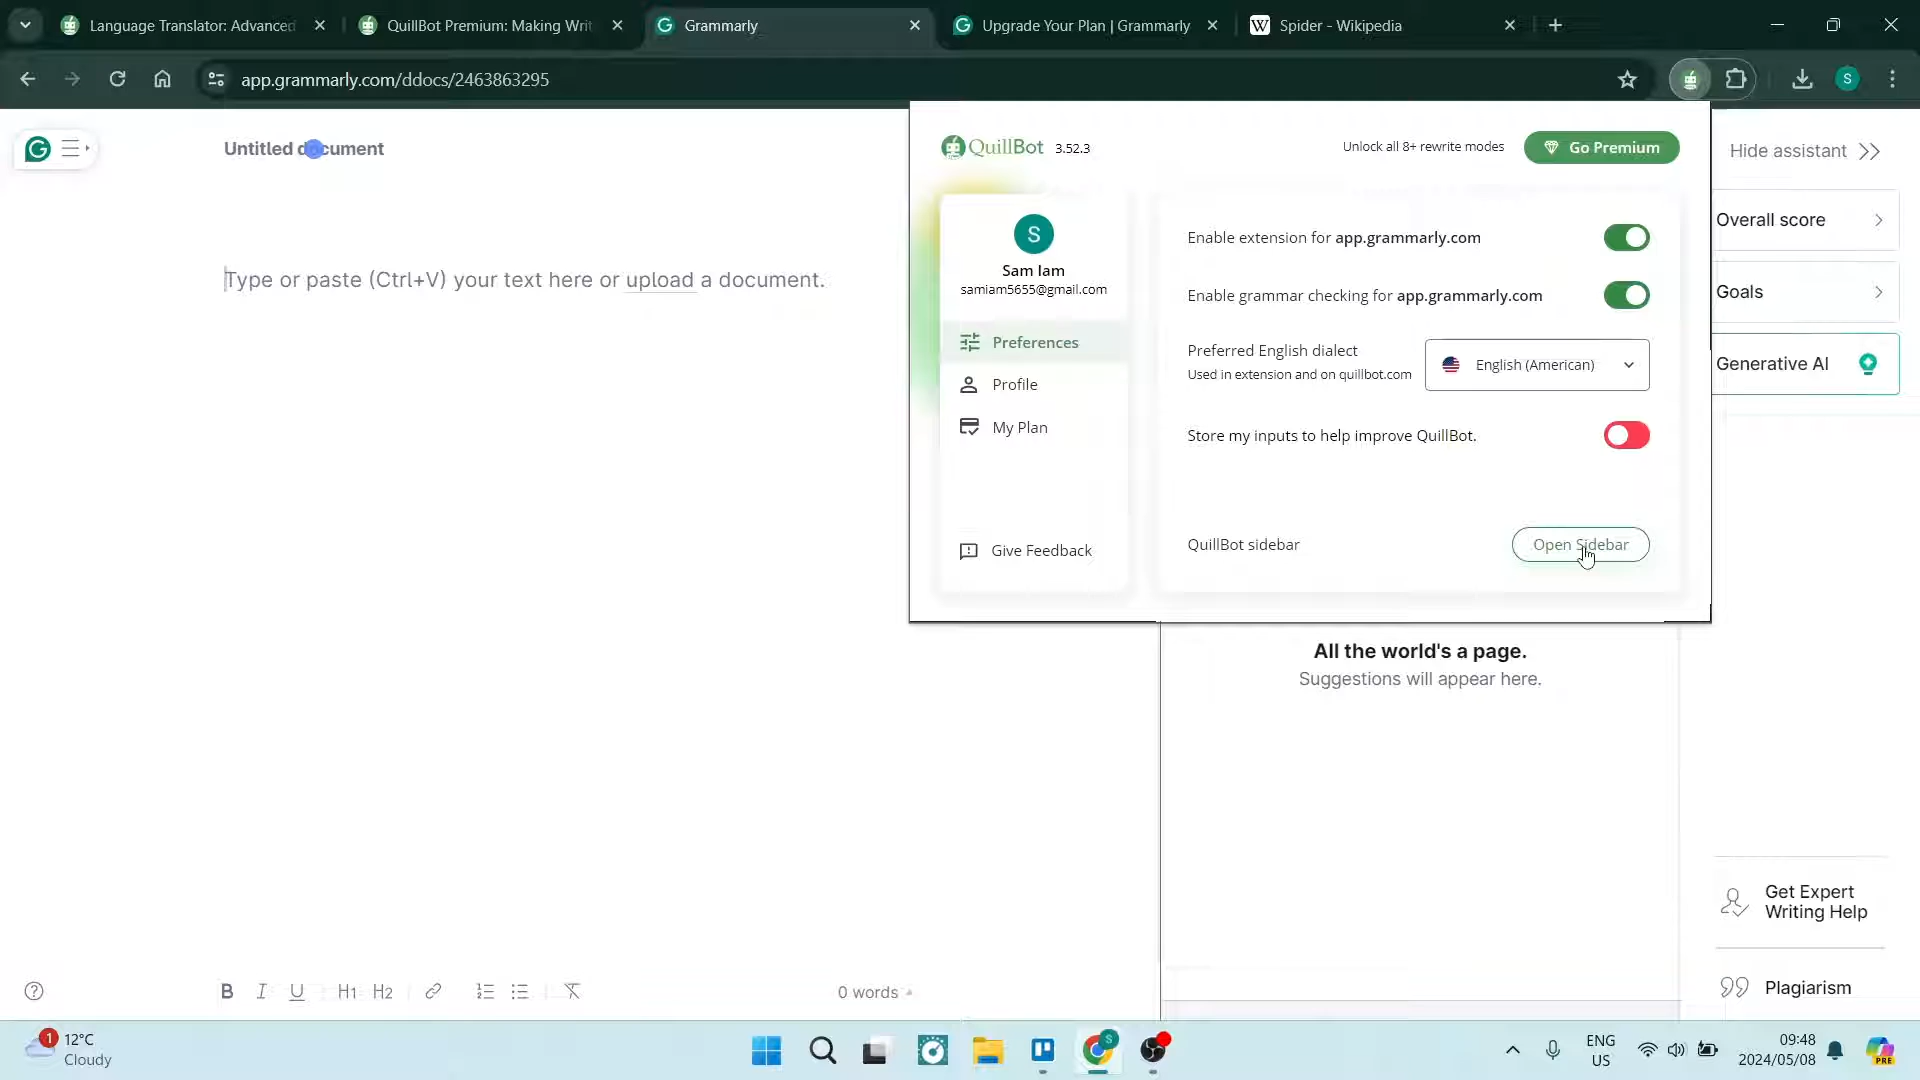 Language Translator: Advanced
QuillBot Premium: Making Writ
Grammarly
Upgrade Your Plan | Grammarly
W Spider - Wikipedia
app.grammarly.com/ddocs/2463863295
S
Untitled document
QuillBot 3.52.3
Unlock all 8+ rewrite modes
Go Premium
Hide assistant
S
Sam Iam
samiam5655@gmail.com
Preferences
Profile
My Plan
Give Feedback
Enable extension for app.grammarly.com
Enable grammar checking for app.grammarly.com
Preferred English dialect
Used in extension and on quillbot.com
English (American)
Store my inputs to help improve QuillBot.
QuillBot sidebar
Open Sidebar
Overall score
Goals
Generative AI
Type or paste (Ctrl+V) your text here or upload a document.
All the world's a page.
Suggestions will appear here.
Get Expert
Writing Help
Plagiarism
B I U H1 H2
0 words
1
12°C
Cloudy
S
ENG
US
09:48
2024/05/08
PRE